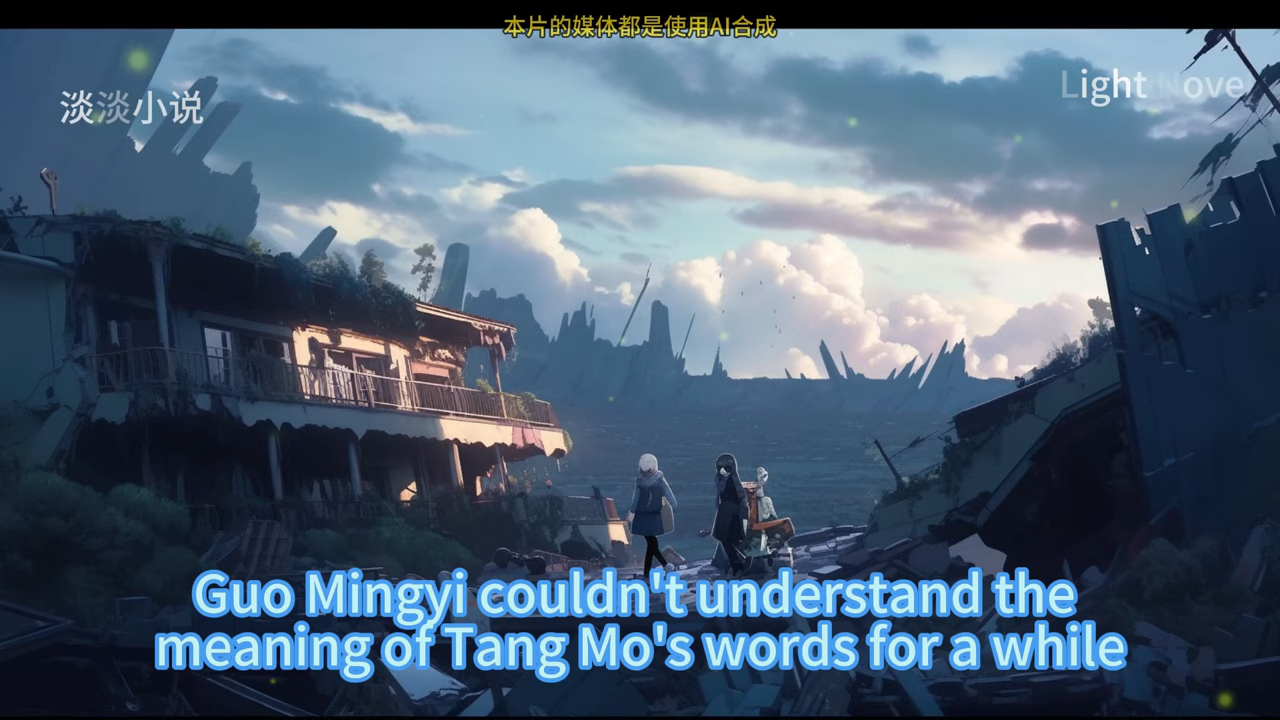 本片的媒体都是使用AI合成
淡淡小说
Light Nove
Guo Mingyi couldn't understand the
meaning of Tang Mo's words for a while